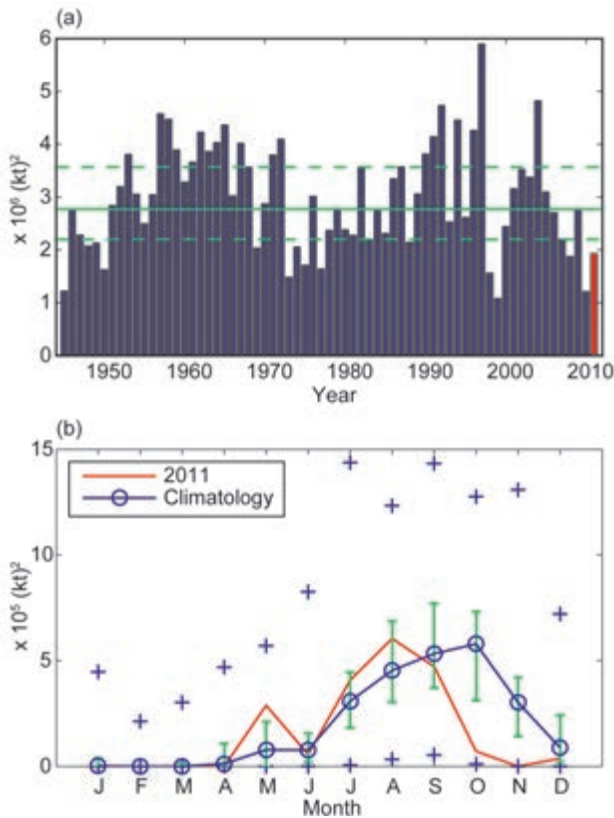 (a)
6
5
4
3
2
1
0
x 10⁶ (kt)²
1950 1960 1970 1980 1990 2000 2010
Year
(b)
15
10
5
0
x 10⁵ (kt)²
2011
Climatology
J F M A M J J A S O N D
Month